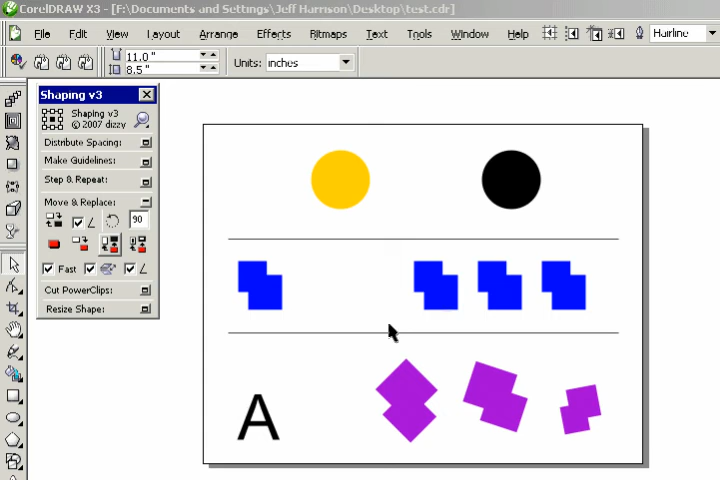 CorelDRAW X3 - [F:\Documents and Settings\Jeff Harrison\Desktop\test.cdr]
File Edit View Layout Arrange Effects Bitmaps Text Tools Window Help Hairline
11.0 "
8.5 "
Units: inches
Shaping v3
Shaping v3
© 2007 dizzy
Distribute Spacing:
Make Guidelines:
Step & Repeat:
Move & Replace:
90
Fast
Cut PowerClips:
Resize Shape:
A